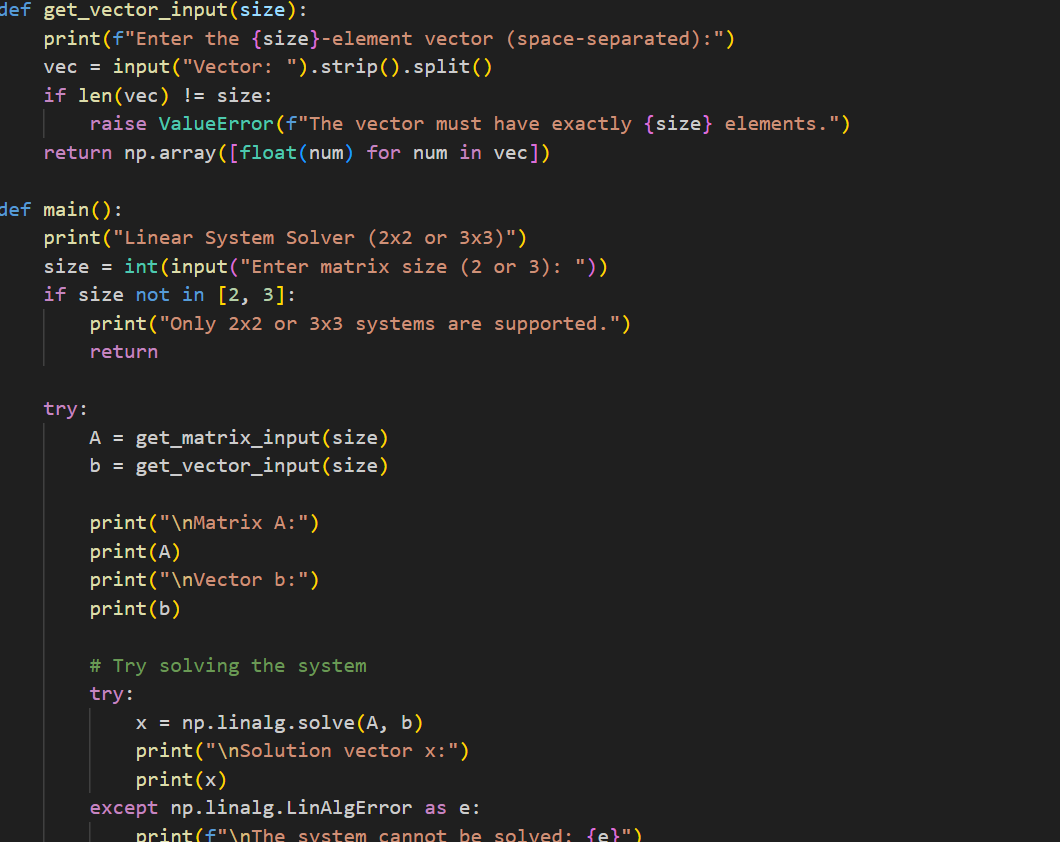 def get_vector_input(size):
    print(f"Enter the {size}-element vector (space-separated):")
    vec = input("Vector: ").strip().split()
    if len(vec) != size:
        raise ValueError(f"The vector must have exactly {size} elements.")
    return np.array([float(num) for num in vec])

def main():
    print("Linear System Solver (2x2 or 3x3)")
    size = int(input("Enter matrix size (2 or 3): "))
    if size not in [2, 3]:
        print("Only 2x2 or 3x3 systems are supported.")
        return

    try:
        A = get_matrix_input(size)
        b = get_vector_input(size)

        print("\nMatrix A:")
        print(A)
        print("\nVector b:")
        print(b)

        # Try solving the system
        try:
            x = np.linalg.solve(A, b)
            print("\nSolution vector x:")
            print(x)
        except np.linalg.LinAlgError as e:
            print(f"\nThe system cannot be solved: {e}")